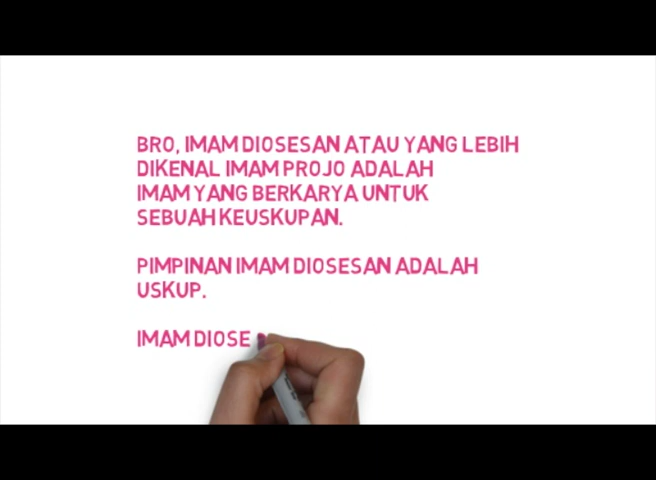 BRO, IMAM DIOSESAN ATAU YANG LEBIH
DIKENAL IMAM PROJO ADALAH
IMAM YANG BERKARYA UNTUK
SEBUAH KEUSKUPAN.
PIMPINAN IMAM DIOSESAN ADALAH
USKUP.
IMAM DIOSE